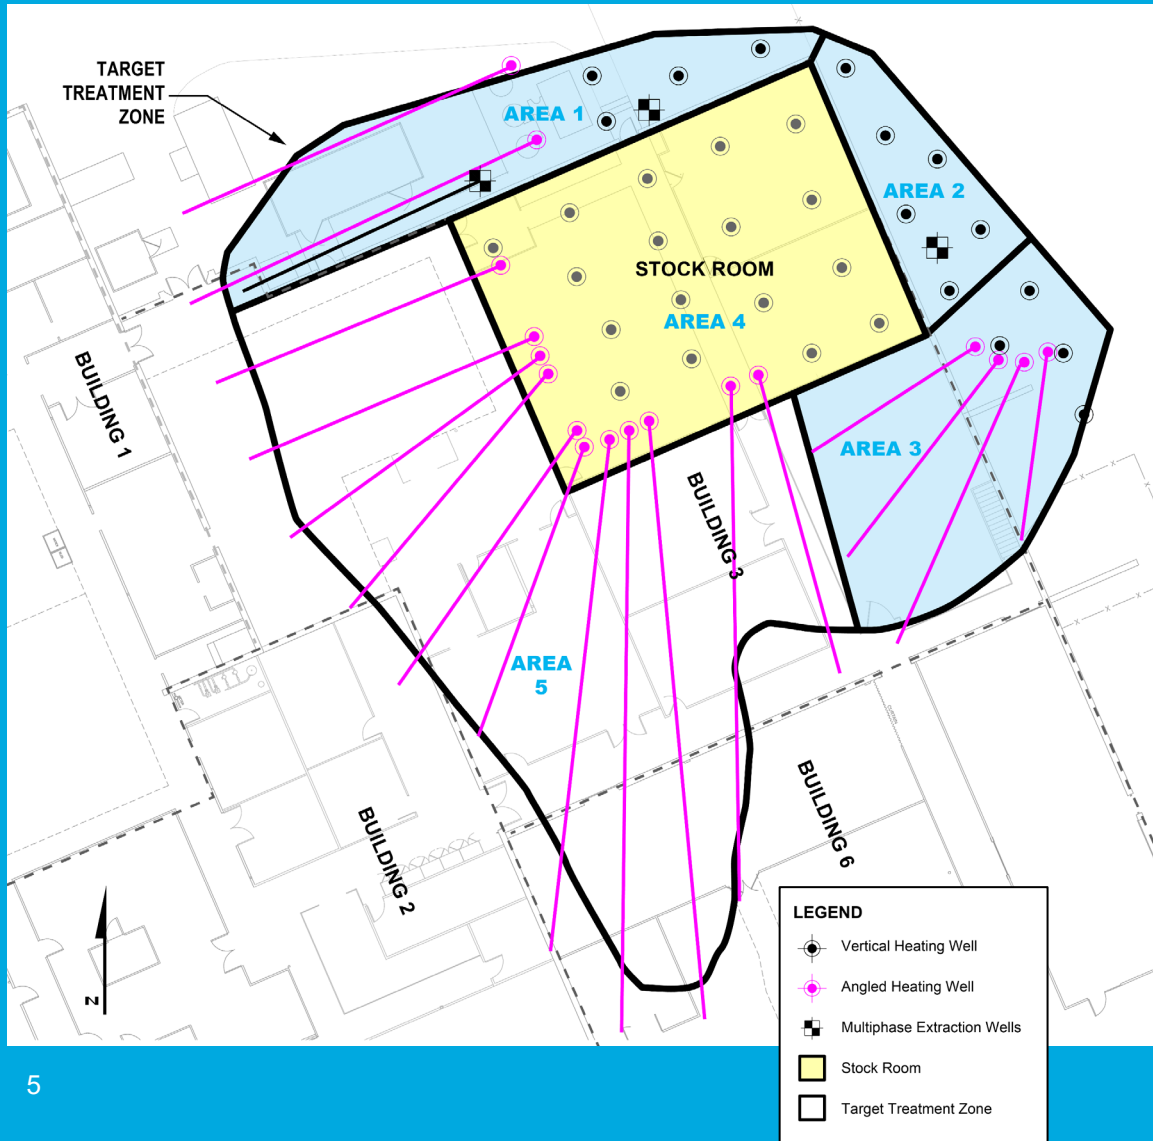 TARGET
TREATMENT
ZONE
AREA 1
AREA 2
STOCK ROOM
AREA 4
BUILDING 1
AREA 3
BUILDING 3
AREA
5
BUILDING 2
BUILDING 6
N
LEGEND
Vertical Heating Well
Angled Heating Well
Multiphase Extraction Wells
Stock Room
Target Treatment Zone
5